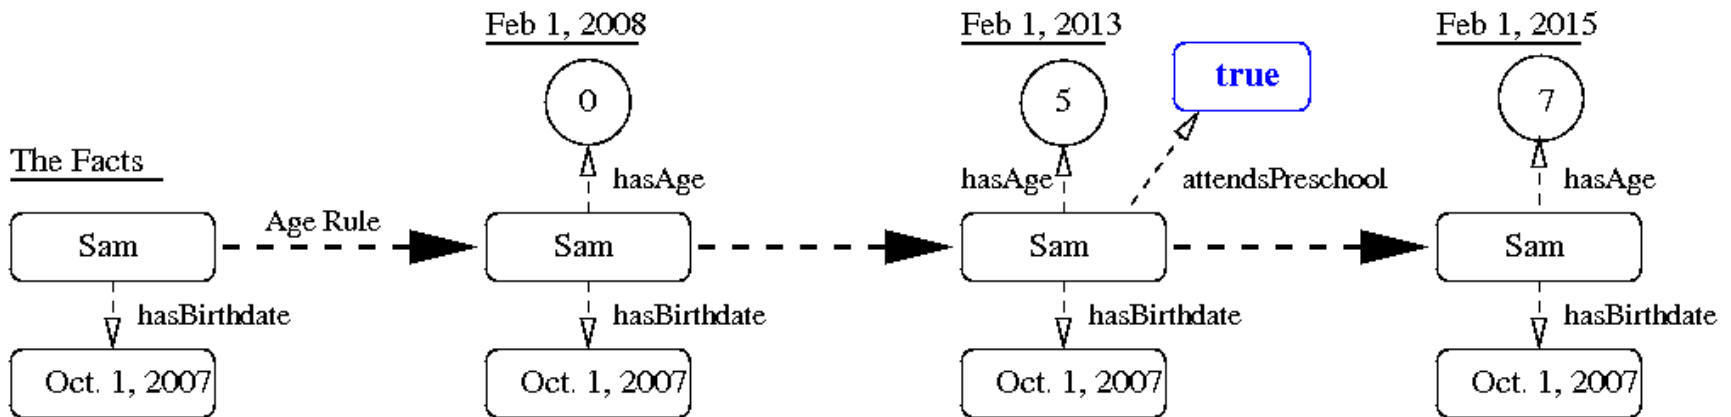 Feb 1, 2008
Feb 1, 2013
Feb 1, 2015
0
5
true
7
The Facts
hasAge
hasAge
attendsPreschool
hasAge
Sam
Age Rule
Sam
Sam
Sam
hasBirthdate
hasBirthdate
hasBirthdate
hasBirthdate
Oct. 1, 2007
Oct. 1, 2007
Oct. 1, 2007
Oct. 1, 2007